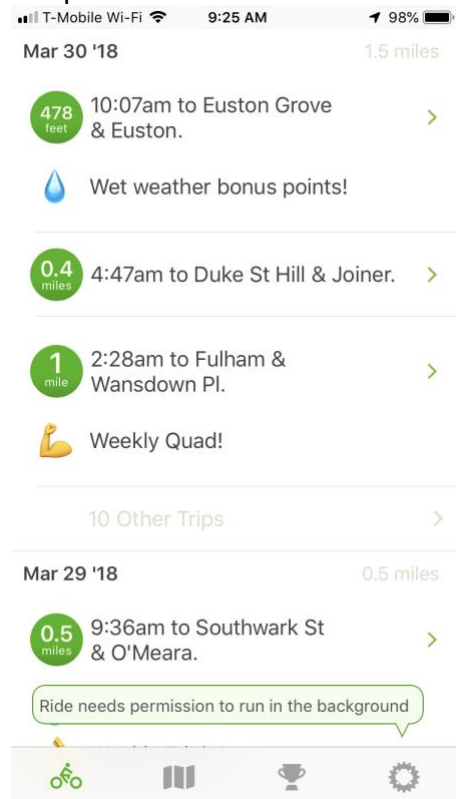 T-Mobile Wi-Fi 9:25 AM 98%
Mar 30 '18 1.5 miles
478
feet
10:07am to Euston Grove
& Euston.
Wet weather bonus points!
0.4
miles
4:47am to Duke St Hill & Joiner.
1
mile
2:28am to Fulham &
Wansdown Pl.
Weekly Quad!
10 Other Trips
Mar 29 '18 0.5 miles
0.5
miles
9:36am to Southwark St
& O'Meara.
Ride needs permission to run in the background